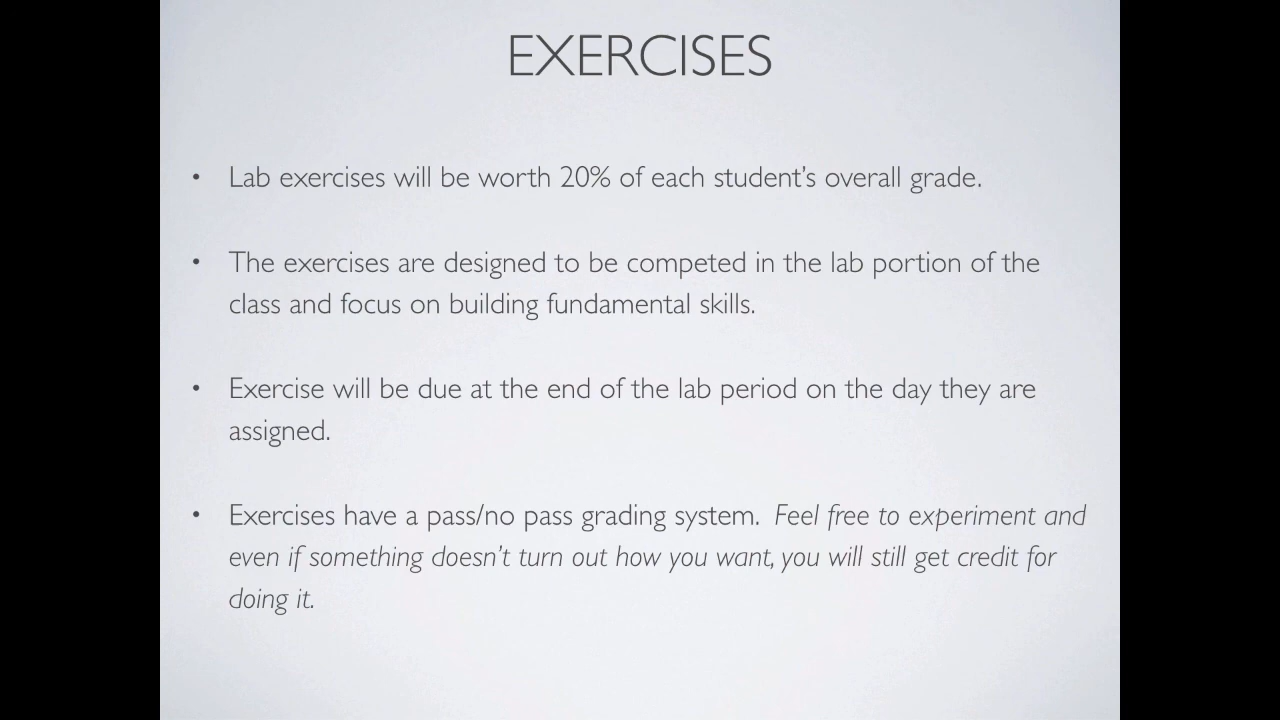 EXERCISES
• Lab exercises will be worth 20% of each student’s overall grade.
• The exercises are designed to be competed in the lab portion of the
class and focus on building fundamental skills.
• Exercise will be due at the end of the lab period on the day they are
assigned.
• Exercises have a pass/no pass grading system.  Feel free to experiment and
even if something doesn’t turn out how you want, you will still get credit for
doing it.